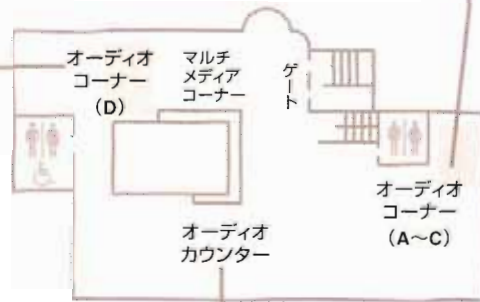 オーディオ
コーナー
（D）
マルチ
メディア
コーナー
ゲート
オーディオ
コーナー
（A～C）
オーディオ
カウンター